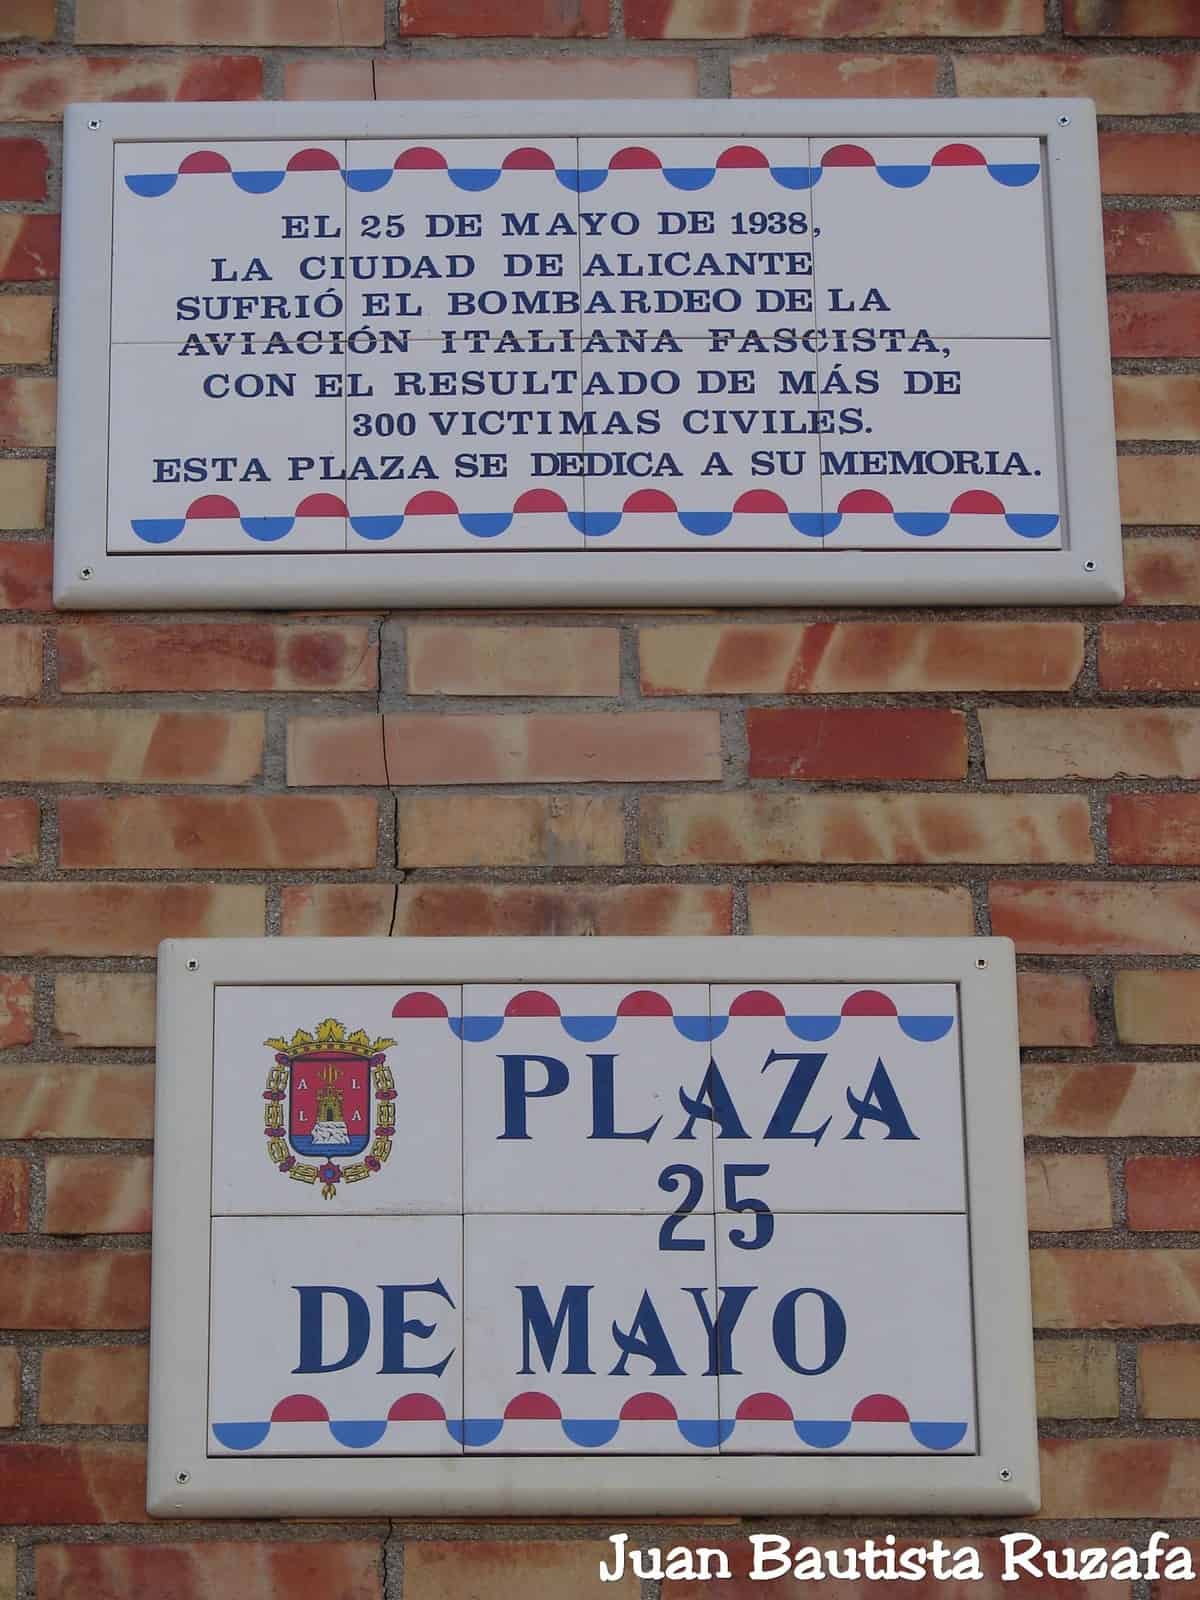 EL 25 DE MAYO DE 1938,
LA CIUDAD DE ALICANTE
SUFRIÓ EL BOMBARDEO DE LA
AVIACIÓN ITALIANA FASCISTA,
CON EL RESULTADO DE MÁS DE
300 VICTIMAS CIVILES.
ESTA PLAZA SE DEDICA A SU MEMORIA.
A L
L A
PLAZA
25
DE MAYO
Juan Bautista Ruzafa